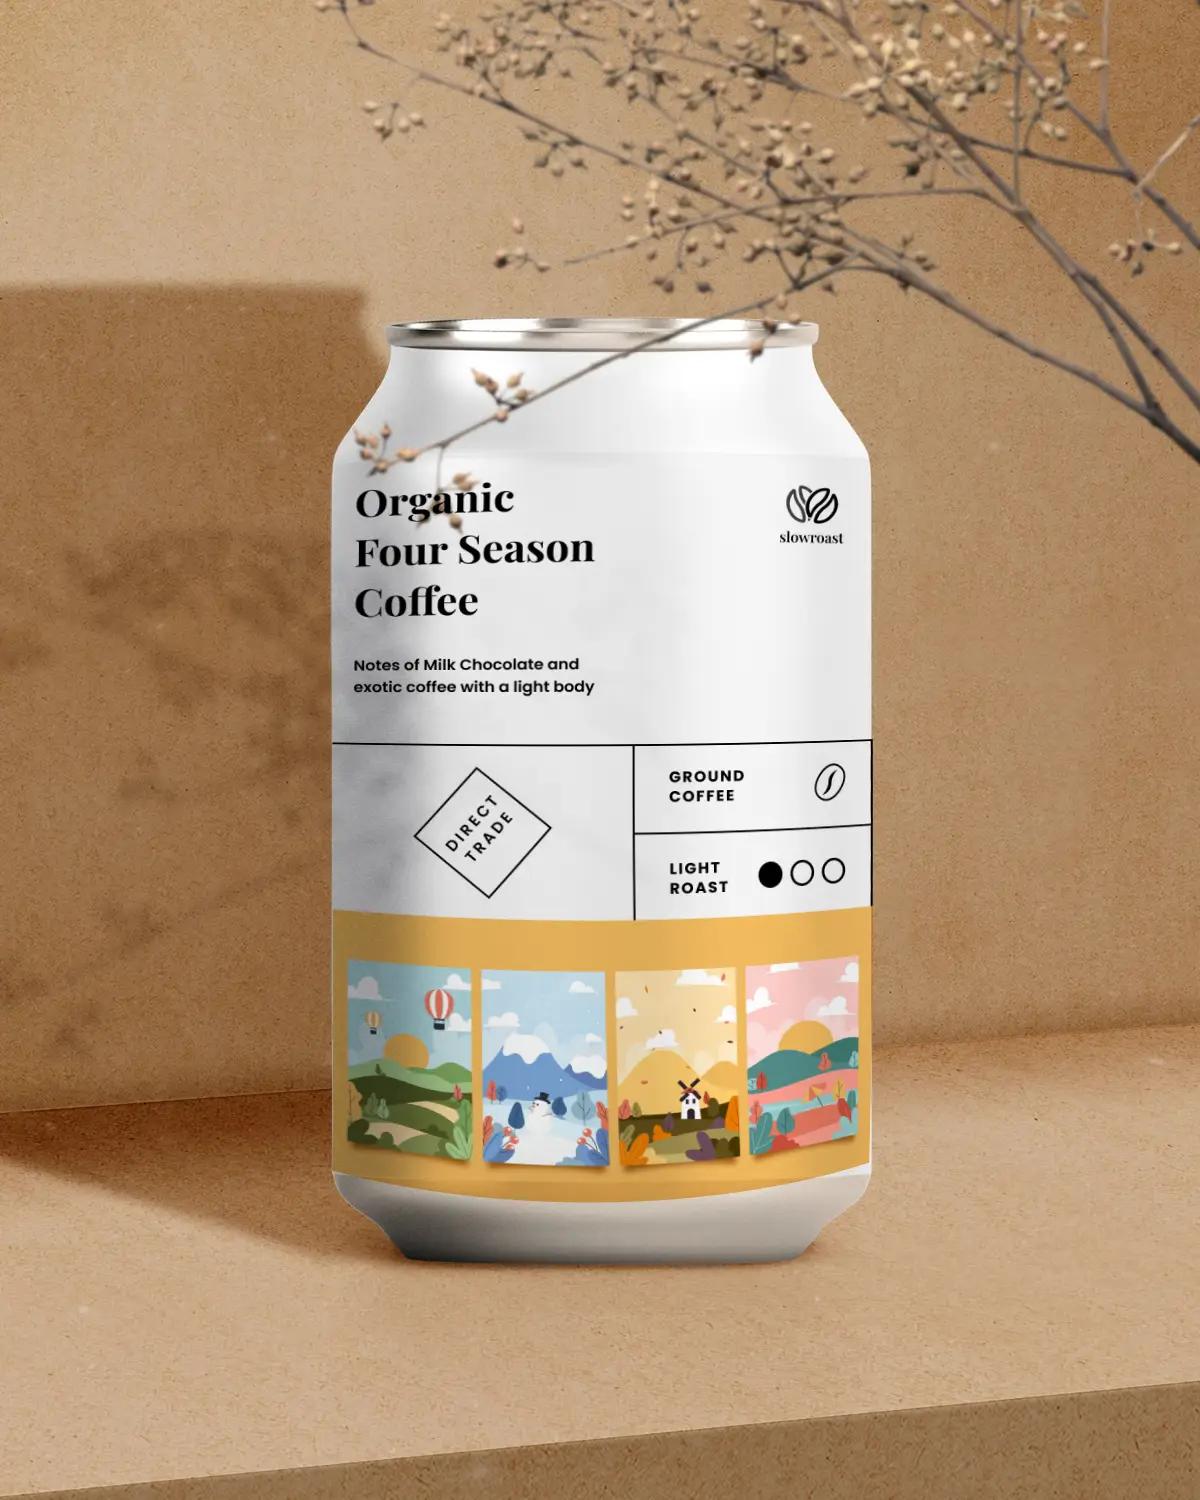 Organic
Four Season
Coffee
slowroast
Notes of Milk Chocolate and
exotic coffee with a light body
DIRECT
TRADE
GROUND
COFFEE
LIGHT
ROAST